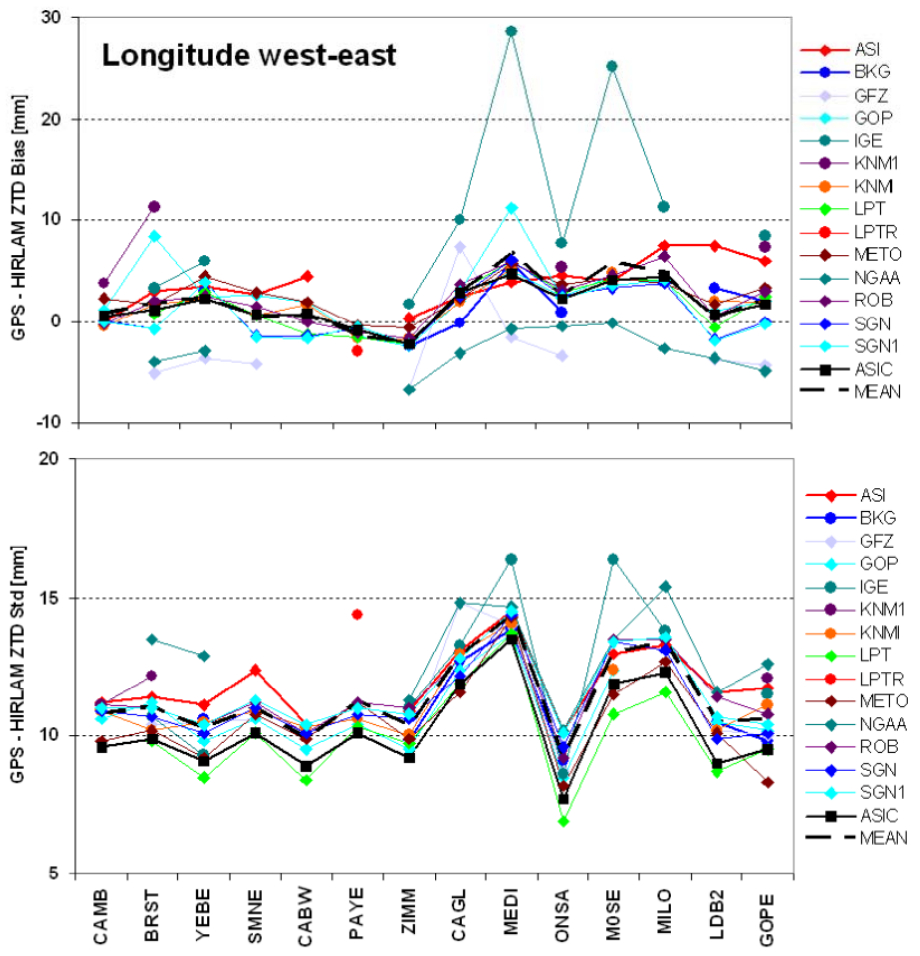 Longitude west-east
GPS - HIRLAM ZTD Bias [mm]
30
20
10
0
-10
ASI
BKG
GFZ
GOP
IGE
KNM1
KNMI
LPT
LPTR
METO
NGAA
ROB
SGN
SGN1
ASIC
MEAN
GPS - HIRLAM ZTD Std [mm]
20
15
10
5
ASI
BKG
GFZ
GOP
IGE
KNM1
KNMI
LPT
LPTR
METO
NGAA
ROB
SGN
SGN1
ASIC
MEAN
CAMB
BRST
YEBE
SMNE
CABW
PAYE
ZIMM
CAGL
MEDI
ONSA
M0SE
MILO
LDB2
GOPE